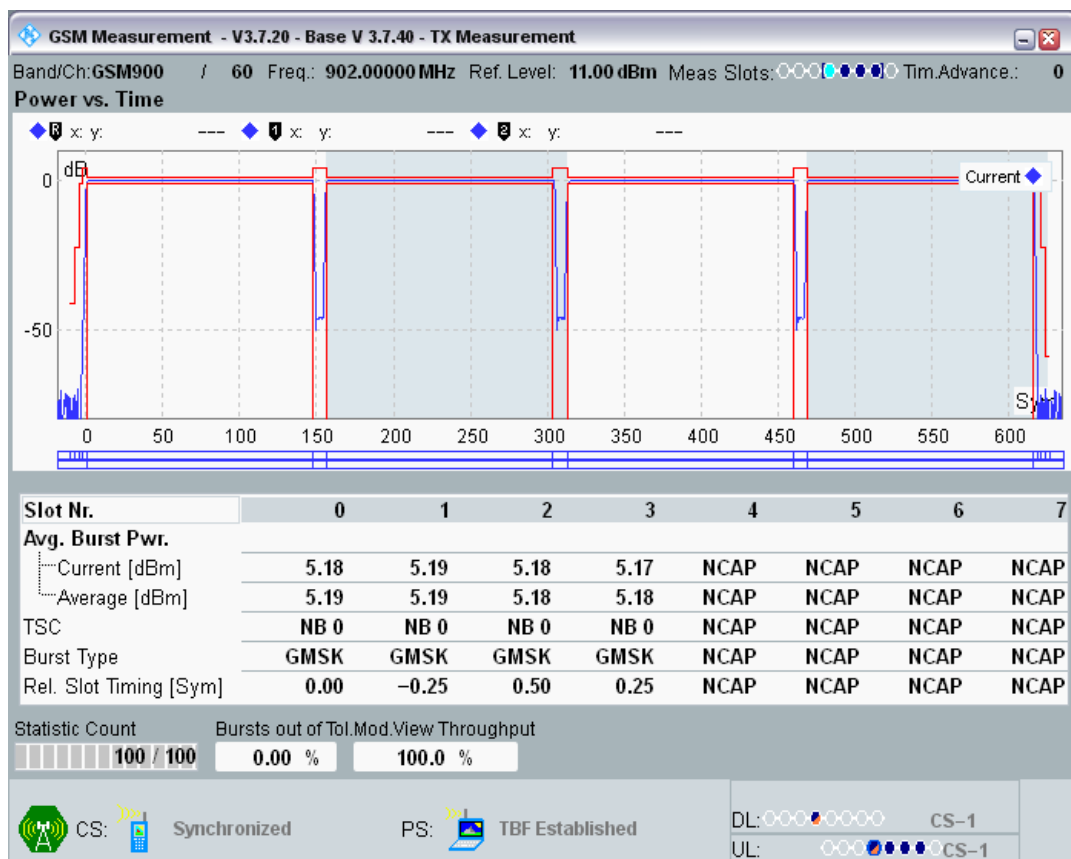 GSM Measurement - V3.7.20 - Base V 3.7.40 - TX Measurement
Band/Ch:GSM900 / 60 Freq.: 902.00000 MHz Ref. Level: 11.00 dBm Meas Slots: Tim.Advance.: 0
Power vs. Time
R x: y: --- 1 x: y: --- 2 x: y: ---
dB
0
Current
-50
0 50 100 150 200 250 300 350 400 450 500 550 600
Slot Nr. 0 1 2 3 4 5 6 7
Avg. Burst Pwr.
Current [dBm] 5.18 5.19 5.18 5.17 NCAP NCAP NCAP NCAP
Average [dBm] 5.19 5.19 5.18 5.18 NCAP NCAP NCAP NCAP
TSC NB 0 NB 0 NB 0 NB 0 NCAP NCAP NCAP NCAP
Burst Type GMSK GMSK GMSK GMSK NCAP NCAP NCAP NCAP
Rel. Slot Timing [Sym] 0.00 −0.25 0.50 0.25 NCAP NCAP NCAP NCAP
Statistic Count Bursts out of Tol. Mod.View Throughput
100 / 100 0.00 % 100.0 %
CS: Synchronized PS: TBF Established
DL: CS−1
UL: CS−1